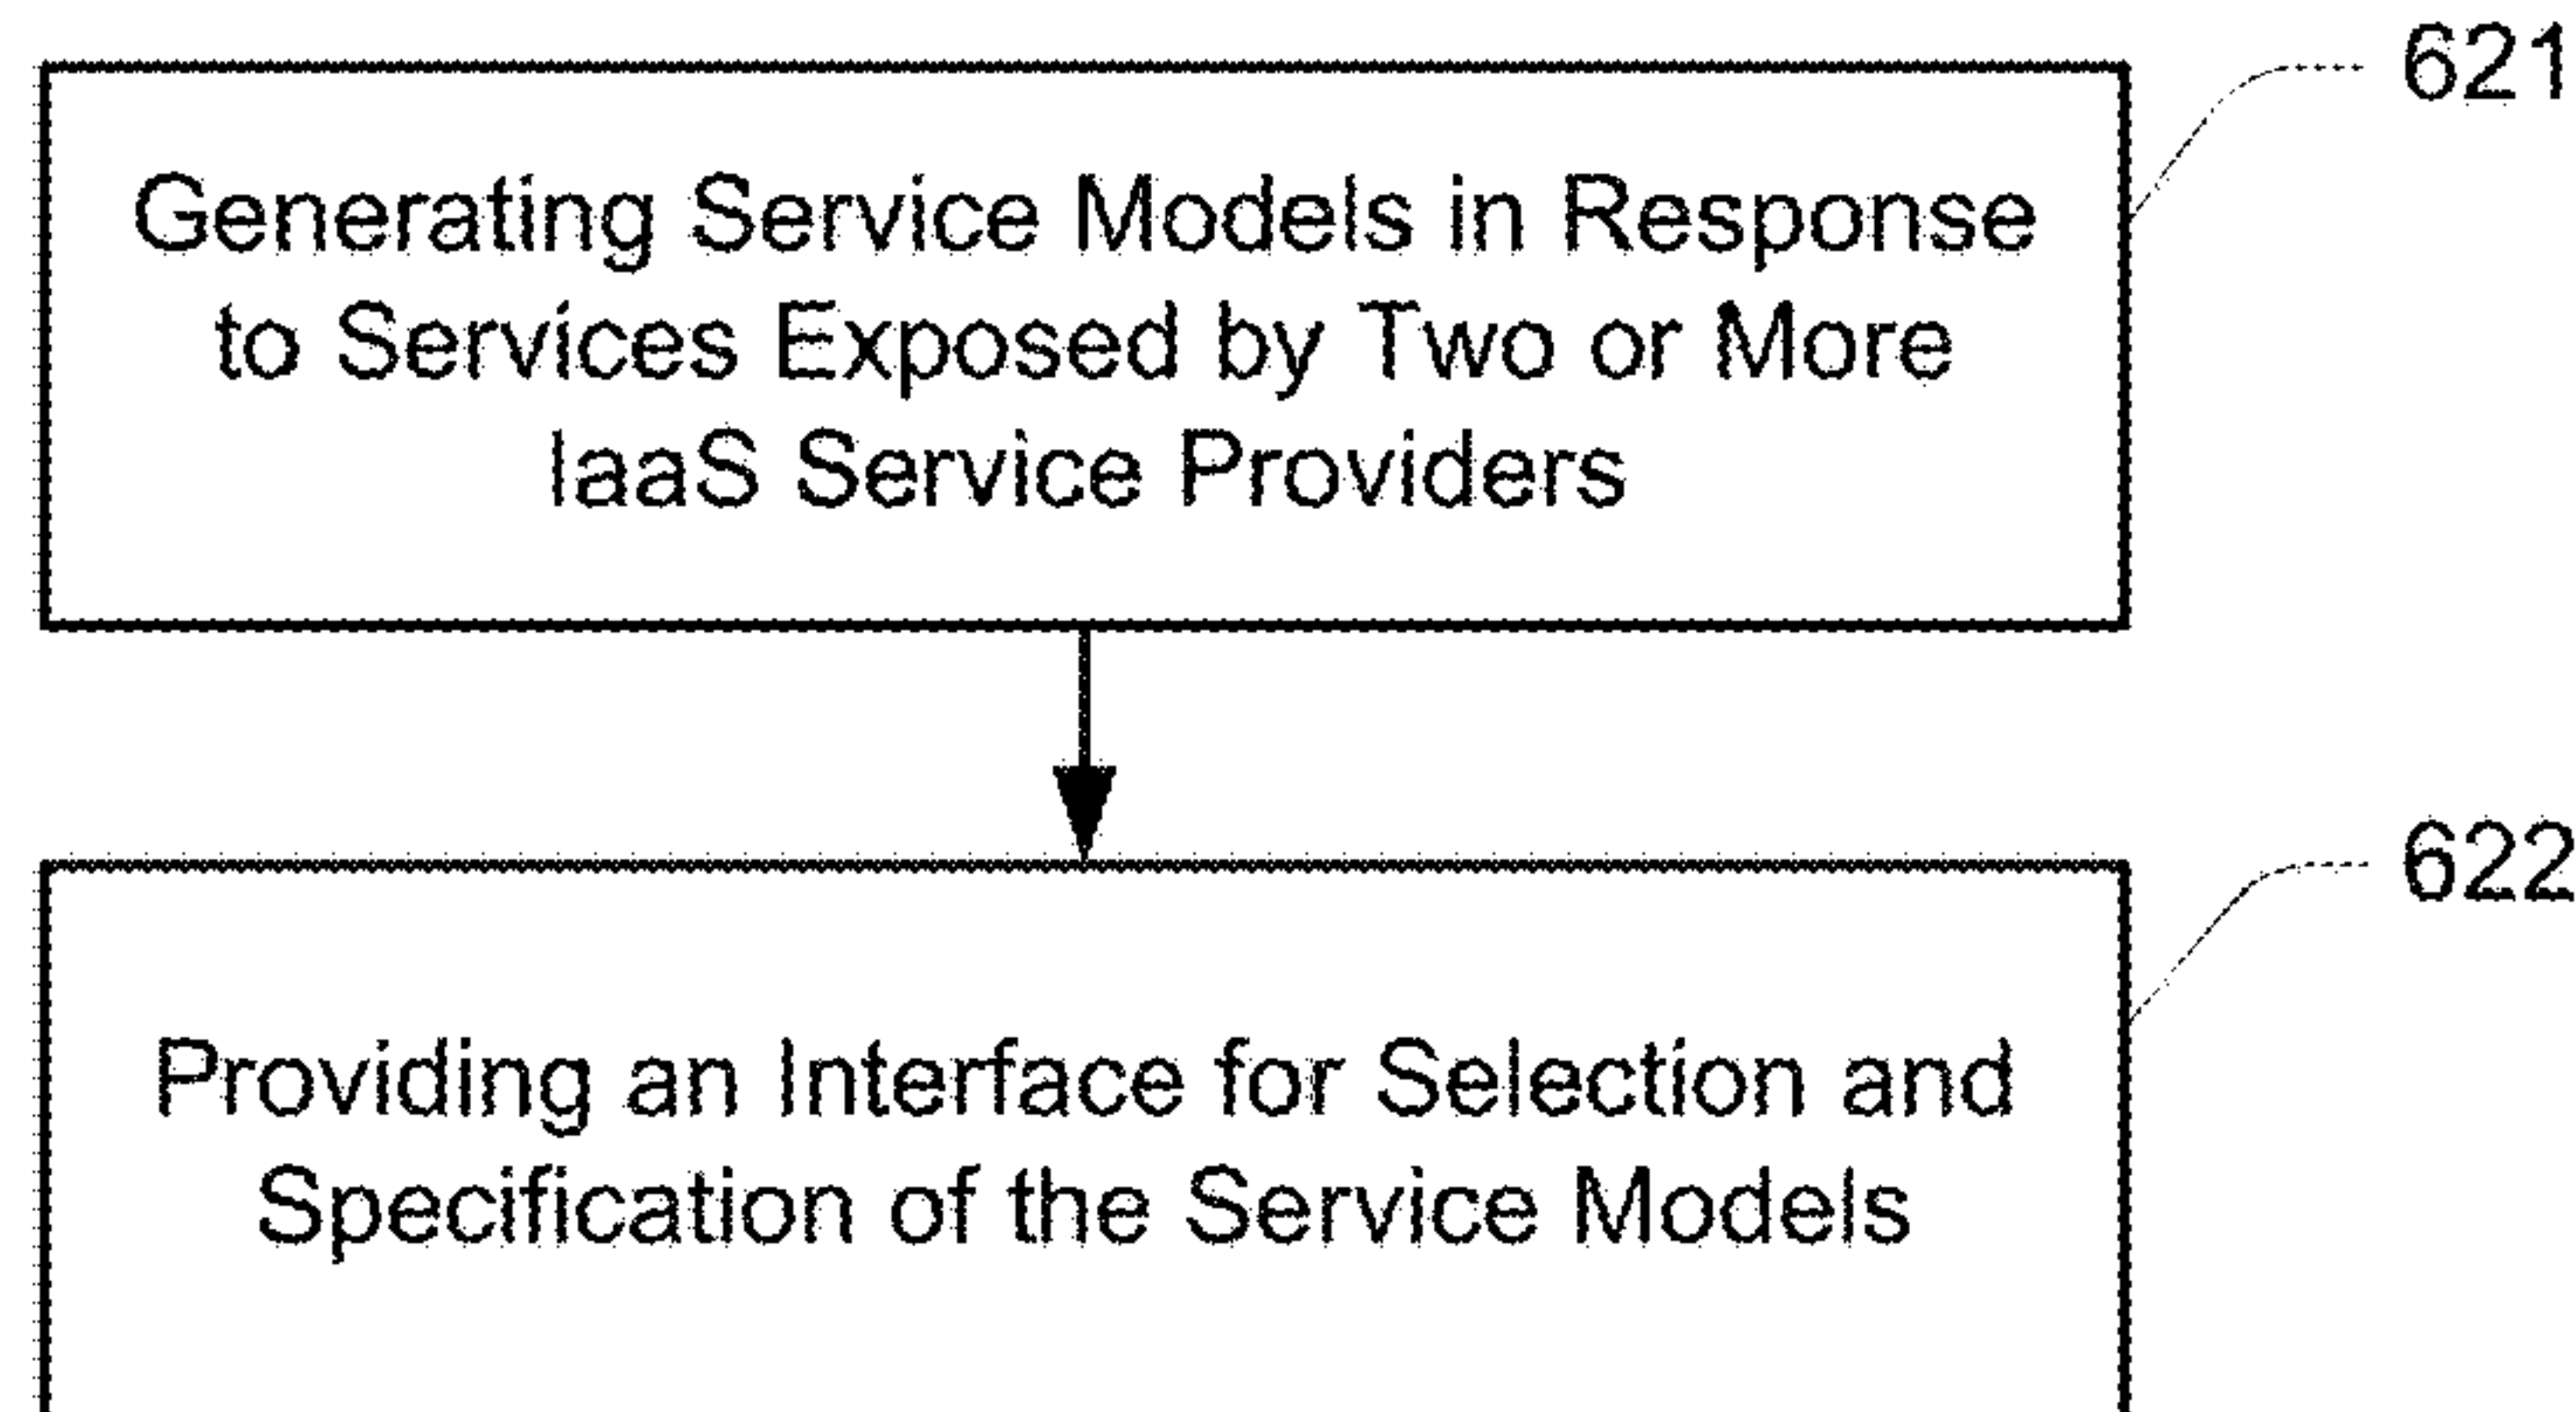 621
Generating Service Models in Response
to Services Exposed by Two or More
IaaS Service Providers
622
Providing an Interface for Selection and
Specification of the Service Models